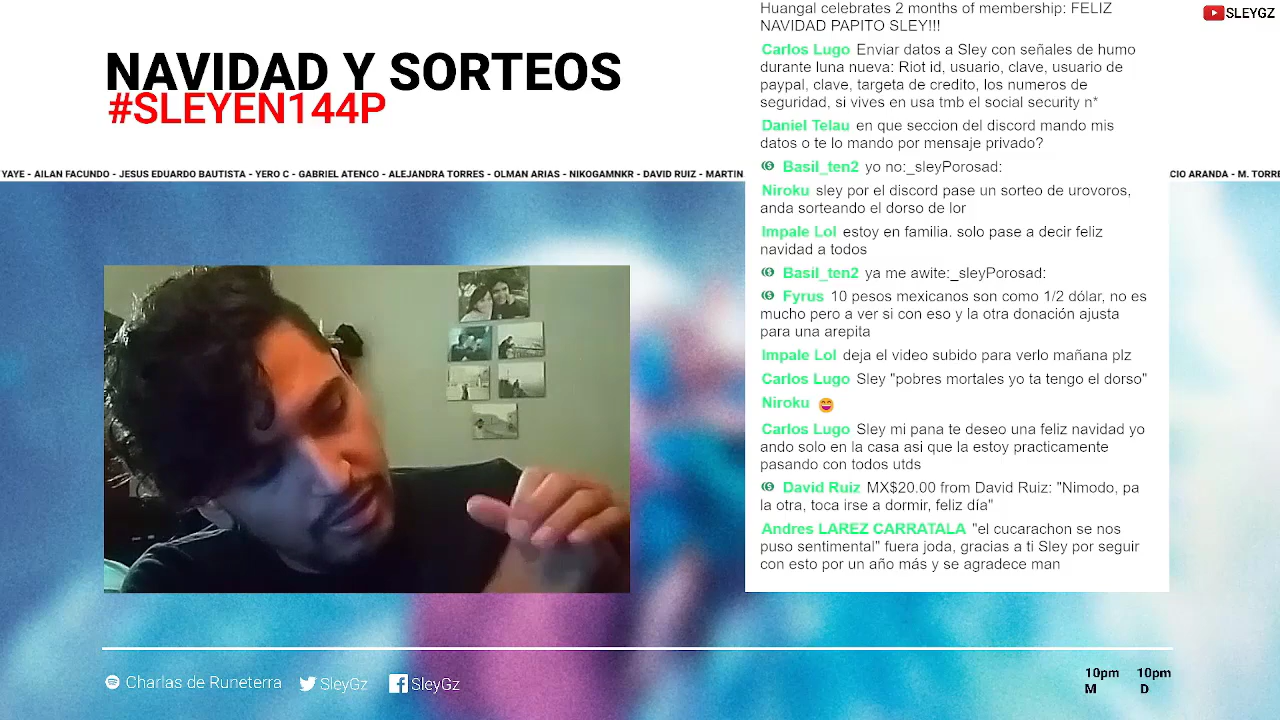 NAVIDAD Y SORTEOS
#SLEYEN144P
SLEYGZ
YAYE - AILAN FACUNDO - JESUS EDUARDO BAUTISTA - YERO C - GABRIEL ATENCO - ALEJANDRA TORRES - OLMAN ARIAS - NIKOGAMNKR - DAVID RUIZ - MARTIN
CIO ARANDA - M. TORRE
Huangal celebrates 2 months of membership: FELIZ
NAVIDAD PAPITO SLEY!!!
Carlos Lugo Enviar datos a Sley con señales de humo
durante luna nueva: Riot id, usuario, clave, usuario de
paypal, clave, targata de credito, los numeros de
seguridad, si vives en usa tmb el social security n*
Daniel Telau en que seccion del discord mando mis
datos o te lo mando por mensaje privado?
Basil_ten2 yo no:_sleyPorosad:
Niroku sley por el discord pase un sorteo de urovoros,
anda sorteando el dorso de lor
Impale Lol estoy en familia. solo pase a decir feliz
navidad a todos
Basil_ten2 ya me awite:_sleyPorosad:
Fyrus 10 pesos mexicanos son como 1/2 dólar, no es
mucho pero a ver si con eso y la otra donación ajusta
para una arepita
Impale Lol deja el video subido para verlo mañana plz
Carlos Lugo Sley "pobres mortales yo ta tengo el dorso"
Niroku 😄
Carlos Lugo Sley mi pana te deseo una feliz navidad yo
ando solo en la casa asi que la estoy practicamente
pasando con todos utds
David Ruiz MX$20.00 from David Ruiz: "Nimodo, pa
la otra, toca irse a dormir, feliz día"
Andres LAREZ CARRATALA "el cucarachon se nos
puso sentimental" fuera joda, gracias a ti Sley por seguir
con esto por un año más y se agradece man
Charlas de Runeterra SleyGz SleyGz
10pm 10pm
M D